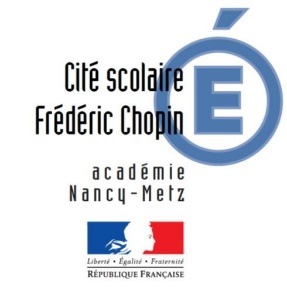 Cité scolaire
Frédéric Chopin
É
académie
Nancy-Metz
Liberté • Égalité • Fraternité
RÉPUBLIQUE FRANÇAISE